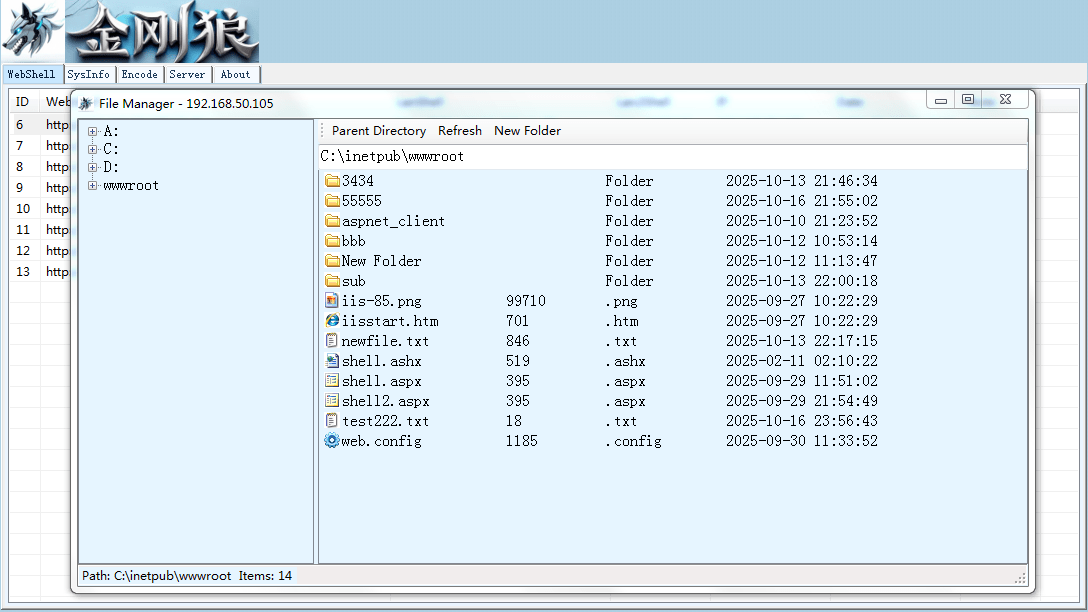 金刚狼
WebShell SysInfo Encode Server About
ID Web
File Manager - 192.168.50.105
6 http
7 http
8 http
9 http
10 http
11 http
12 http
13 http
A:
C:
D:
wwwroot
Parent Directory Refresh New Folder
C:\inetpub\wwwroot
3434 Folder 2025-10-13 21:46:34
55555 Folder 2025-10-16 21:55:02
aspnet_client Folder 2025-10-10 21:23:52
bbb Folder 2025-10-12 10:53:14
New Folder Folder 2025-10-12 11:13:47
sub Folder 2025-10-13 22:00:18
iis-85.png 99710 .png 2025-09-27 10:22:29
iisstart.htm 701 .htm 2025-09-27 10:22:29
newfile.txt 846 .txt 2025-10-13 22:17:15
shell.ashx 519 .ashx 2025-02-11 02:10:22
shell.aspx 395 .aspx 2025-09-29 11:51:02
shell2.aspx 395 .aspx 2025-09-29 21:54:49
test222.txt 18 .txt 2025-10-16 23:56:43
web.config 1185 .config 2025-09-30 11:33:52
Path: C:\inetpub\wwwroot Items: 14